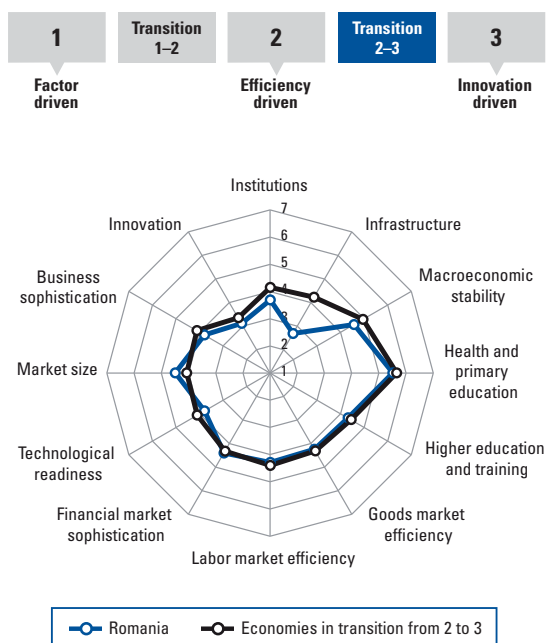 1
Transition
1–2
2
Transition
2–3
3
Factor
driven
Efficiency
driven
Innovation
driven
Institutions
7
6
5
4
3
2
1
Infrastructure
Macroeconomic
stability
Health and
primary
education
Higher education
and training
Goods market
efficiency
Labor market efficiency
Financial market
sophistication
Technological
readiness
Market size
Business
sophistication
Innovation
Romania
Economies in transition from 2 to 3